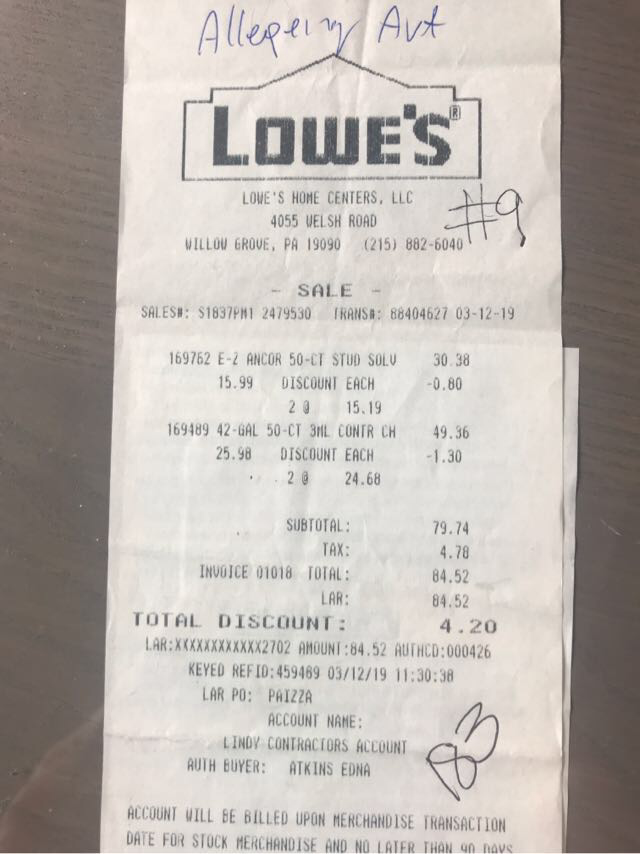 Allegeny Avt
LOWE'S®
LOWE'S HOME CENTERS, LLC
4055 WELSH ROAD
#9
WILLOW GROVE, PA 19090 (215) 882-6040
- SALE -
SALES#: S1837PM1 2479530 TRANS#: 88404627 03-12-19
169762 E-Z ANCOR 50-CT STUD SOLV 30.38
15.99 DISCOUNT EACH -0.80
2 @ 15.19
169489 42-GAL 50-CT 3ML CONTR CH 49.36
25.98 DISCOUNT EACH -1.30
2 @ 24.68
SUBTOTAL: 79.74
TAX: 4.78
INVOICE 01018 TOTAL: 84.52
LAR: 84.52
TOTAL DISCOUNT: 4.20
LAR:XXXXXXXXXXXX2702 AMOUNT:84.52 AUTHCD:000426
KEYED REFID:459469 03/12/19 11:30:38
LAR PO: PAIZZA
ACCOUNT NAME:
LINDY CONTRACTORS ACCOUNT
AUTH BUYER: ATKINS EDNA
183
ACCOUNT WILL BE BILLED UPON MERCHANDISE TRANSACTION
DATE FOR STOCK MERCHANDISE AND NO LATER THAN 90 DAYS